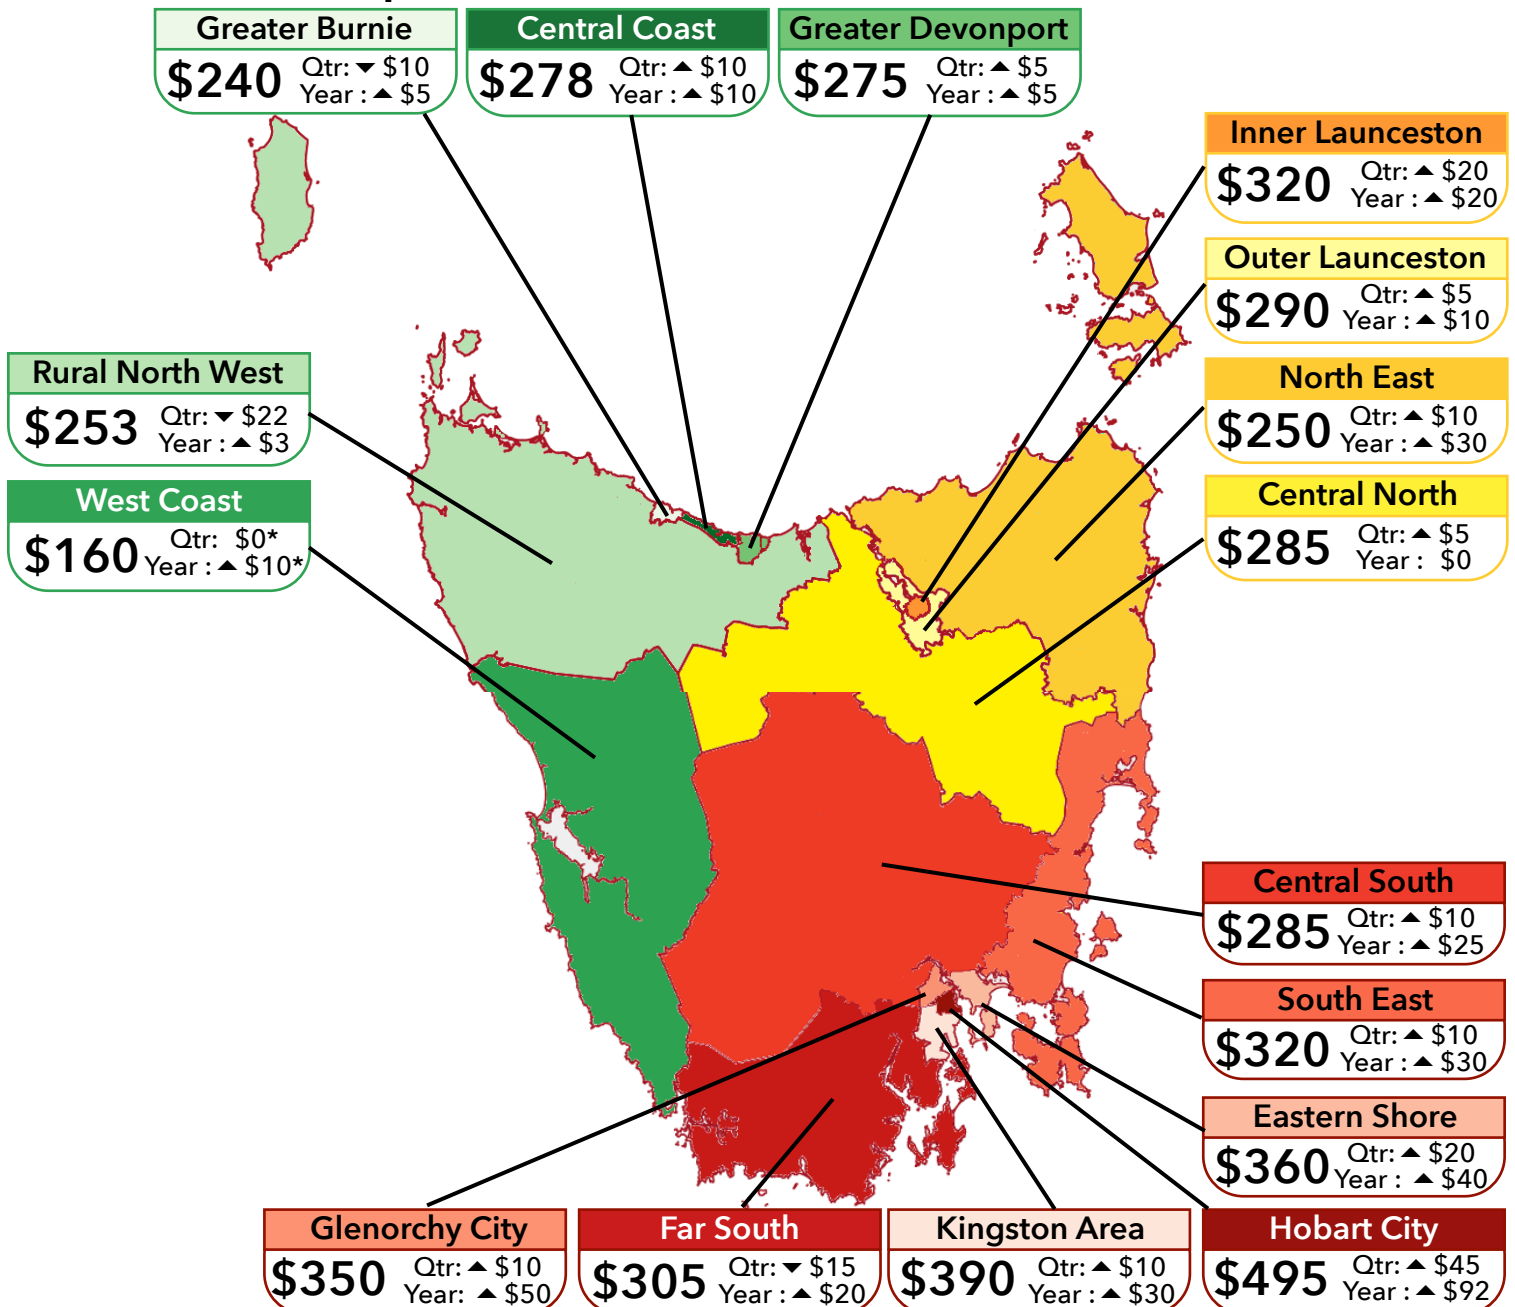 Greater Burnie
$240 Qtr: ▼ $10
Year : ▲ $5
Central Coast
$278 Qtr: ▲ $10
Year : ▲ $10
Greater Devonport
$275 Qtr: ▲ $5
Year : ▲ $5
Inner Launceston
$320 Qtr: ▲ $20
Year : ▲ $20
Outer Launceston
$290 Qtr: ▲ $5
Year : ▲ $10
Rural North West
$253 Qtr: ▼ $22
Year : ▲ $3
North East
$250 Qtr: ▲ $10
Year : ▲ $30
West Coast
$160 Qtr: $0*
Year : ▲ $10*
Central North
$285 Qtr: ▲ $5
Year : $0
Central South
$285 Qtr: ▲ $10
Year : ▲ $25
South East
$320 Qtr: ▲ $10
Year : ▲ $30
Eastern Shore
$360 Qtr: ▲ $20
Year : ▲ $40
Glenorchy City
$350 Qtr: ▲ $10
Year: ▲ $50
Far South
$305 Qtr: ▼ $15
Year : ▲ $20
Kingston Area
$390 Qtr: ▲ $10
Year : ▲ $30
Hobart City
$495 Qtr: ▲ $45
Year : ▲ $92